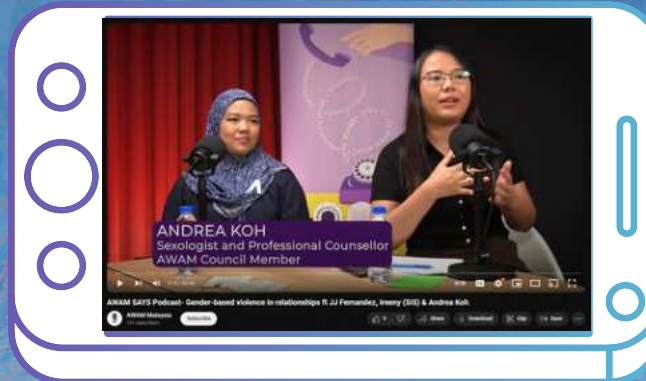 ANDREA KOH
Sexologist and Professional Counsellor
AWAM Council Member
AWAM SAYS Podcast- Gender-based violence in relationships ft JJ Fernandez, Ireeny (SIS) & Andrea Koh
AWAM Malaysia
Subscribe
Share
Download
Clip
Save